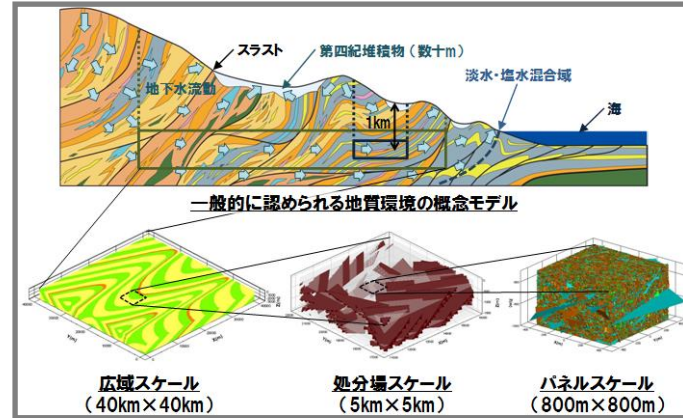 スラスト
第四紀堆積物（数十m）
地下水流動
淡水・塩水混合域
海
1km
一般的に認められる地質環境の概念モデル
広域スケール
（40km×40km）
処分場スケール
（5km×5km）
パネルスケール
（800m×800m）